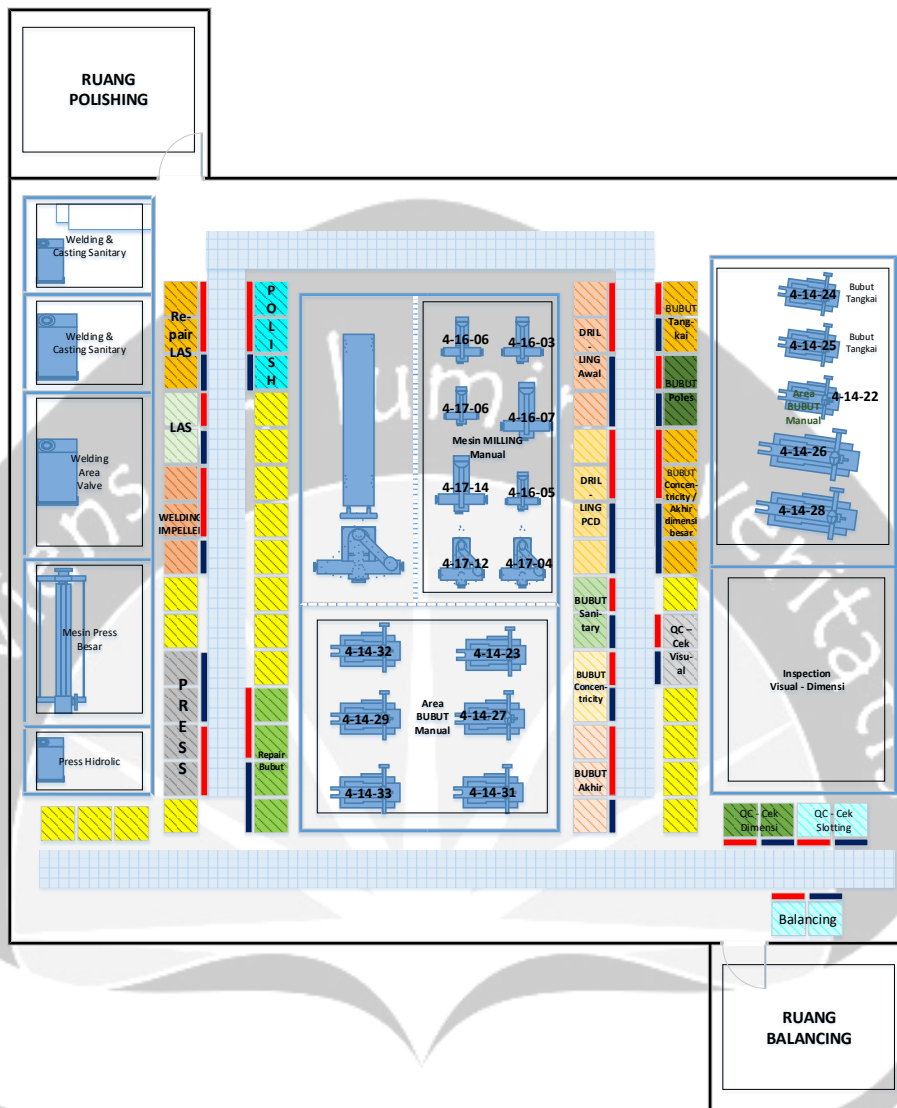 RUANG
POLISHING
Welding &
Casting Sanitary
Welding &
Casting Sanitary
Welding
Area
Valve
Mesin Press
Besar
Press Hidrolic
Re-
pair
LAS
LAS
WELDING
IMPELLER
P
R
E
S
S
P
O
L
I
S
H
Repair
Bubut
4-16-06
4-16-03
4-17-06
4-16-07
Mesin MILLING
Manual
4-17-14
4-16-05
4-17-12
4-17-04
4-14-32
4-14-23
4-14-29
4-14-27
Area
BUBUT
Manual
4-14-33
4-14-31
DRIL
-
LING
Awal
DRIL
-
LING
PCD
BUBUT
Sani-
tary
BUBUT
Concen-
tricity
BUBUT
Akhir
BUBUT
Tang-
kai
BUBUT
Poles
BUBUT
Concen-
tricity /
Akhir
dimensi
besar
QC –
Cek
Visu-
al
4-14-24
Bubut
Tangkai
4-14-25
Bubut
Tangkai
4-14-22
Area
BUBUT
Manual
4-14-26
4-14-28
Inspection
Visual - Dimensi
QC - Cek
Dimensi
QC - Cek
Slotting
Balancing
RUANG
BALANCING